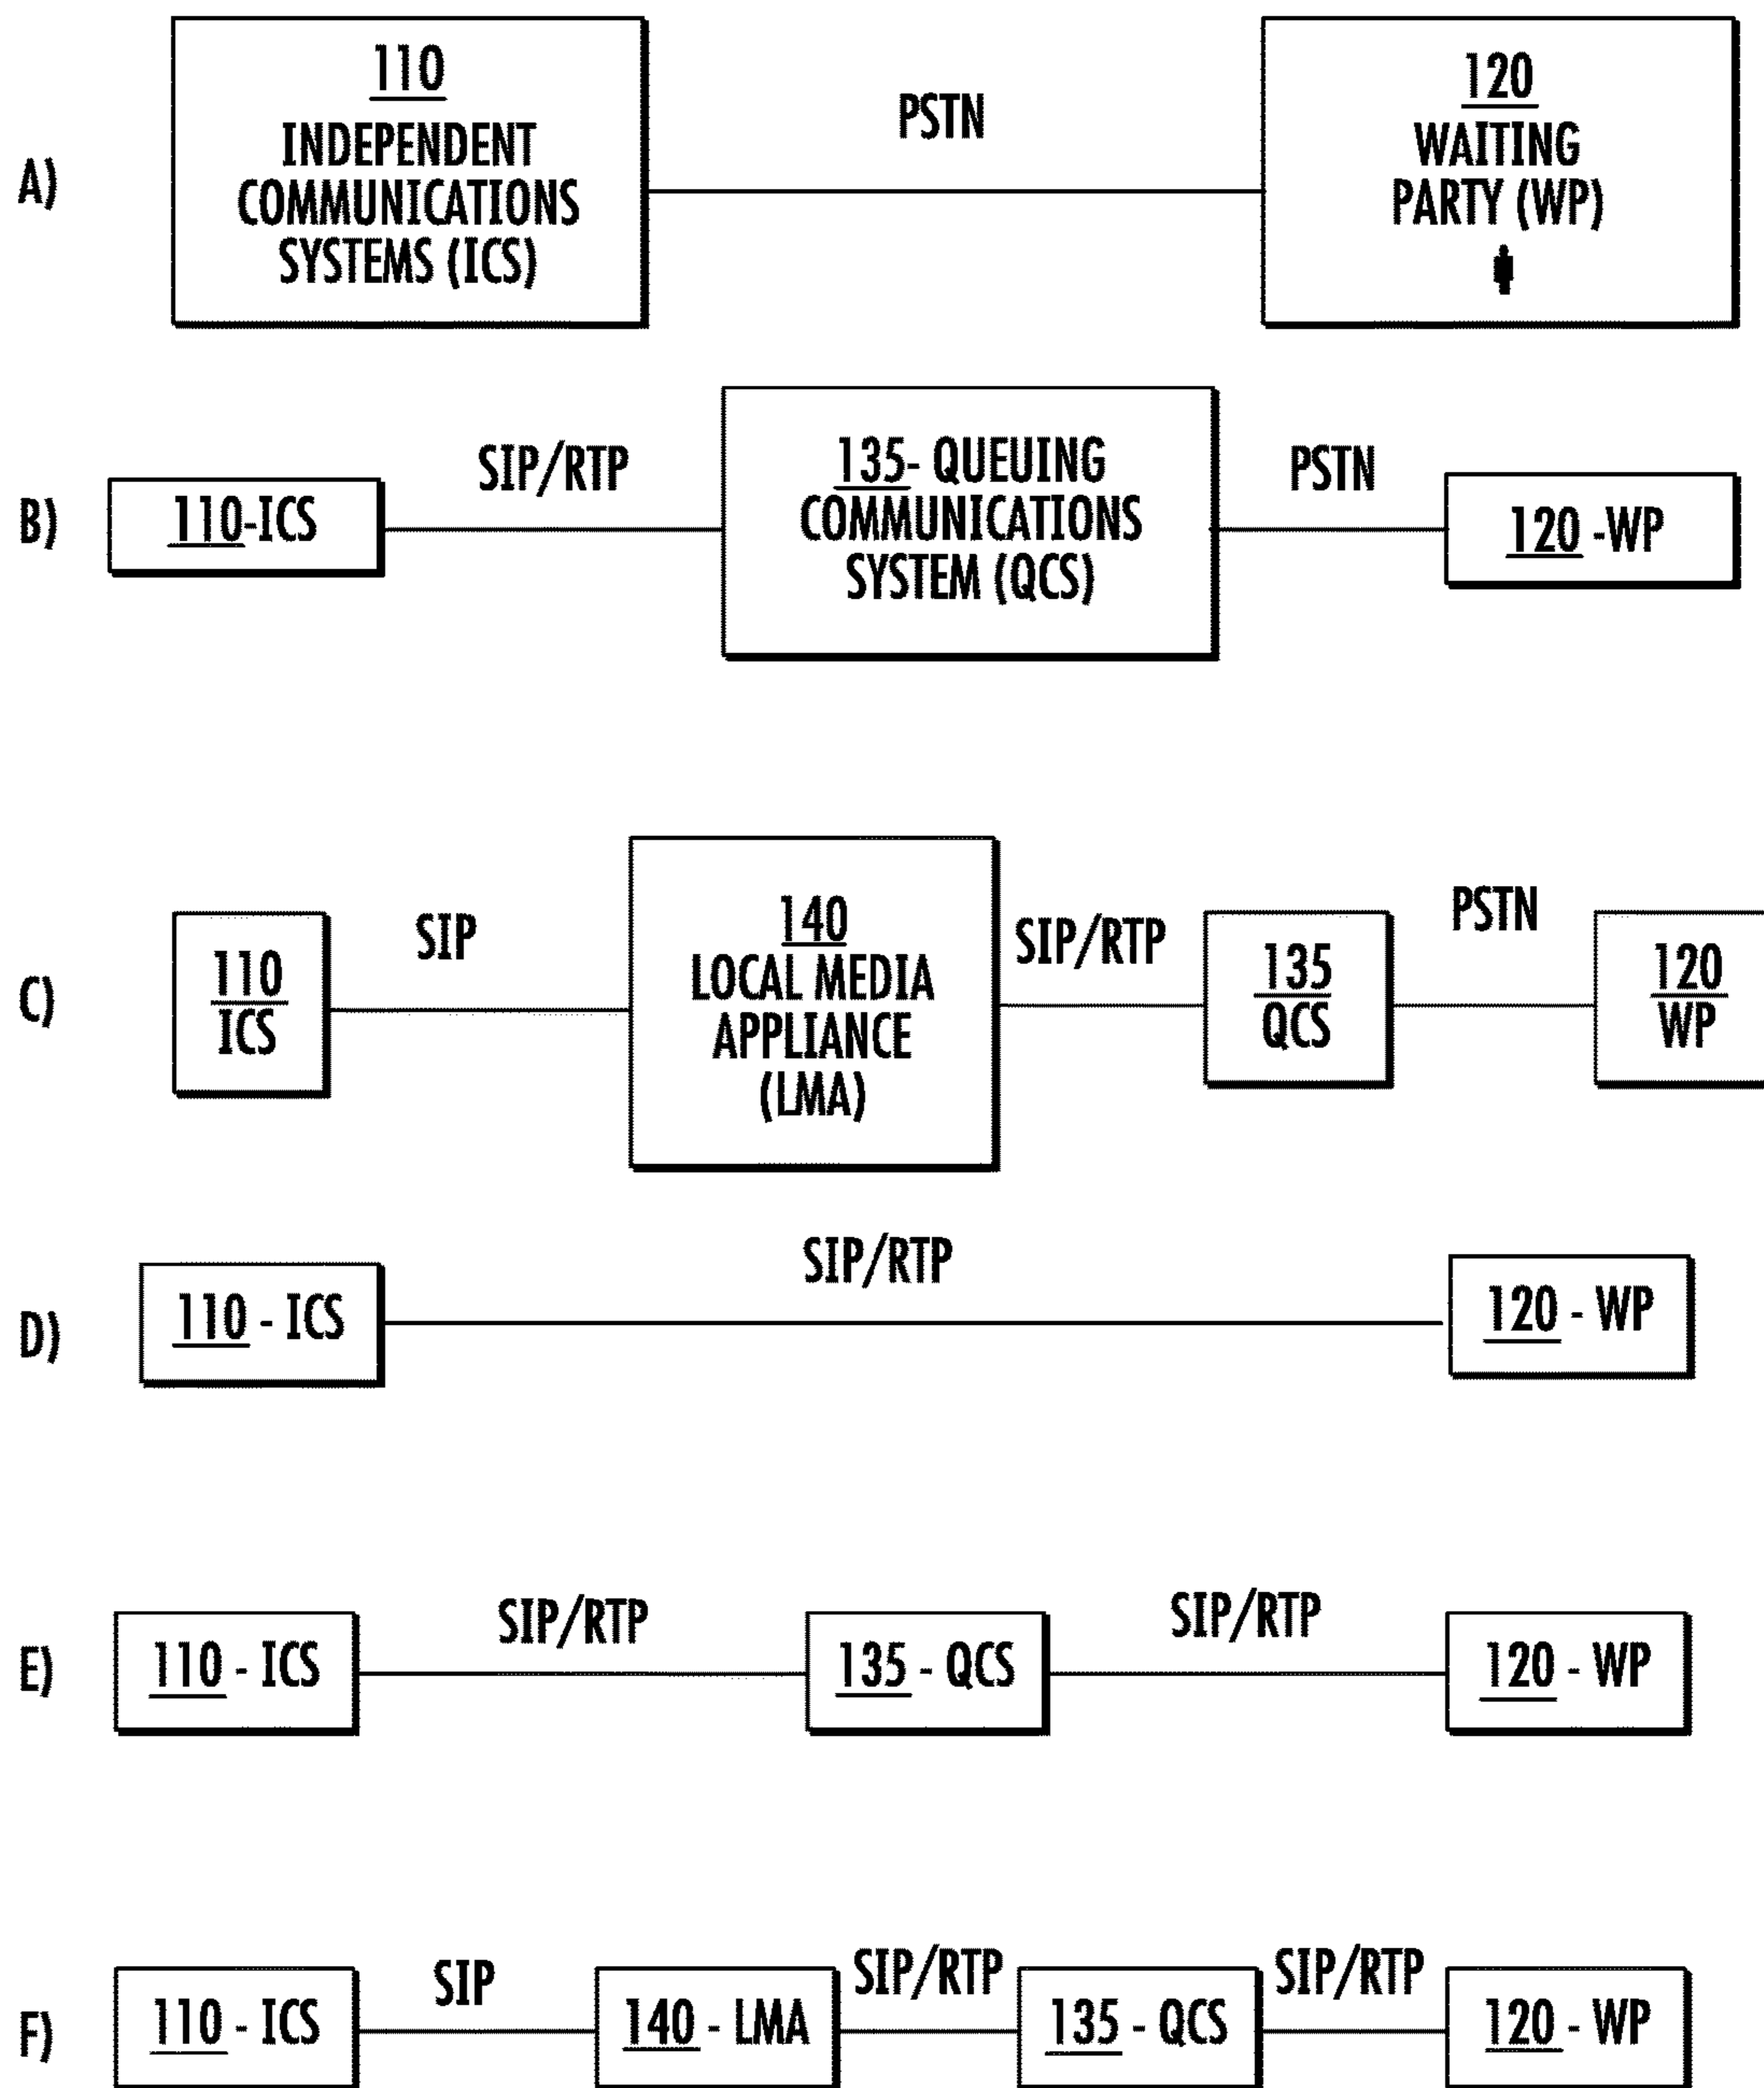 A)
110
INDEPENDENT
COMMUNICATIONS
SYSTEMS (ICS)
PSTN
120
WAITING
PARTY (WP)
B)
110-ICS
SIP/RTP
135- QUEUING
COMMUNICATIONS
SYSTEM (QCS)
PSTN
120 -WP
C)
110
ICS
SIP
140
LOCAL MEDIA
APPLIANCE
(LMA)
SIP/RTP
135
QCS
PSTN
120
WP
D)
110 - ICS
SIP/RTP
120 - WP
E)
110 - ICS
SIP/RTP
135 - QCS
SIP/RTP
120 - WP
F)
110 - ICS
SIP
140 - LMA
SIP/RTP
135 - QCS
SIP/RTP
120 - WP